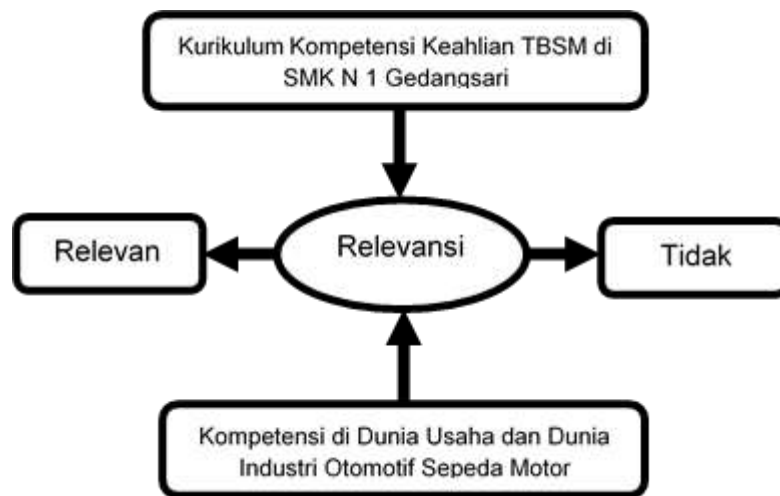 Kurikulum Kompetensi Keahlian TBSM di
SMK N 1 Gedangsari
Relevan
Relevansi
Tidak
Kompetensi di Dunia Usaha dan Dunia
Industri Otomotif Sepeda Motor